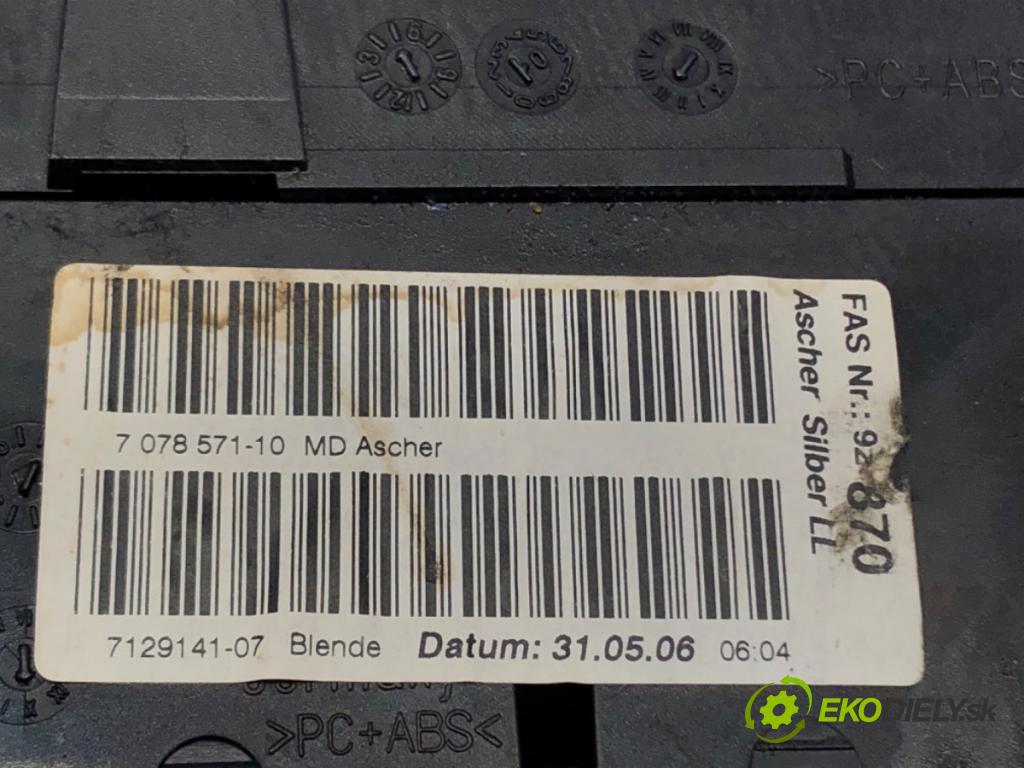 >PC+ABS
7 078 571-10 MD Ascher
7129141-07 Blende Datum: 31.05.06 06:04
FAS Nr.: 92 870
Ascher Silber LL
>PC+ABS<
EKODIELY.sk